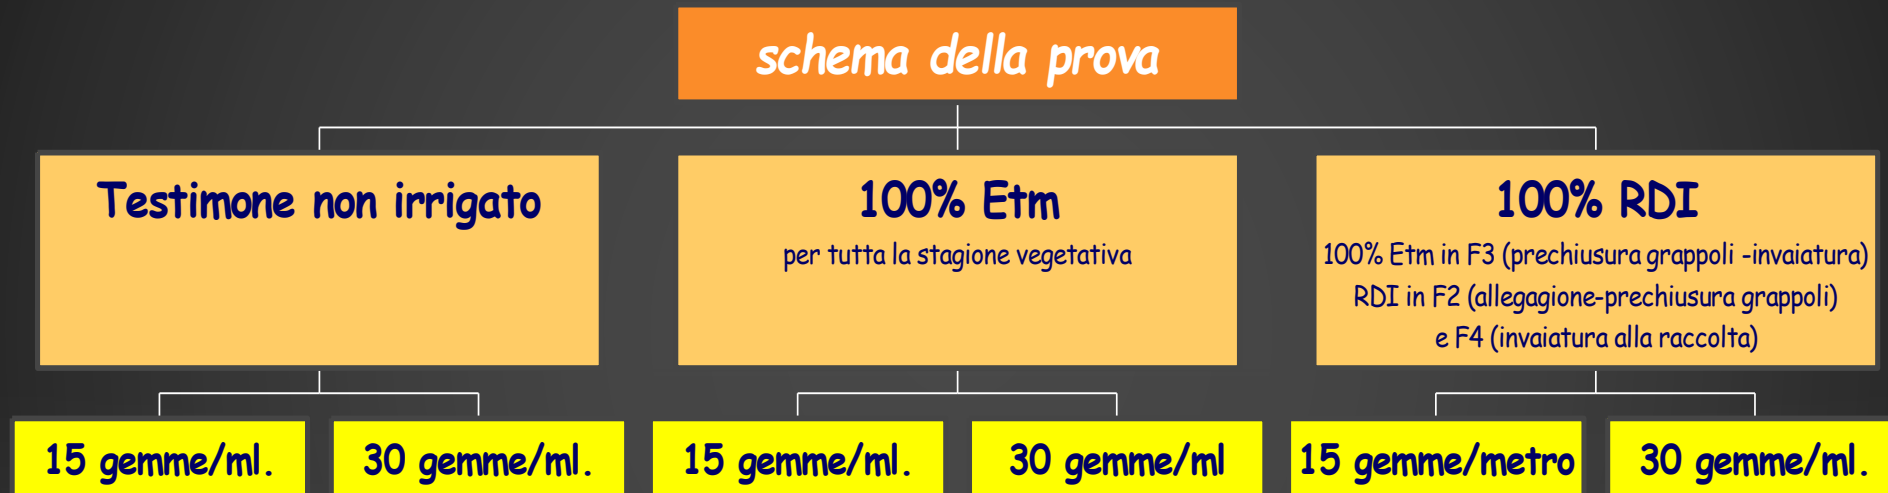 schema della prova
Testimone non irrigato
100% Etm
per tutta la stagione vegetativa
100% RDI
100% Etm in F3 (prechiusura grappoli -invaiatura)
RDI in F2 (allegagione-prechiusura grappoli)
e F4 (invaiatura alla raccolta)
15 gemme/ml.
30 gemme/ml.
15 gemme/ml.
30 gemme/ml
15 gemme/metro
30 gemme/ml.